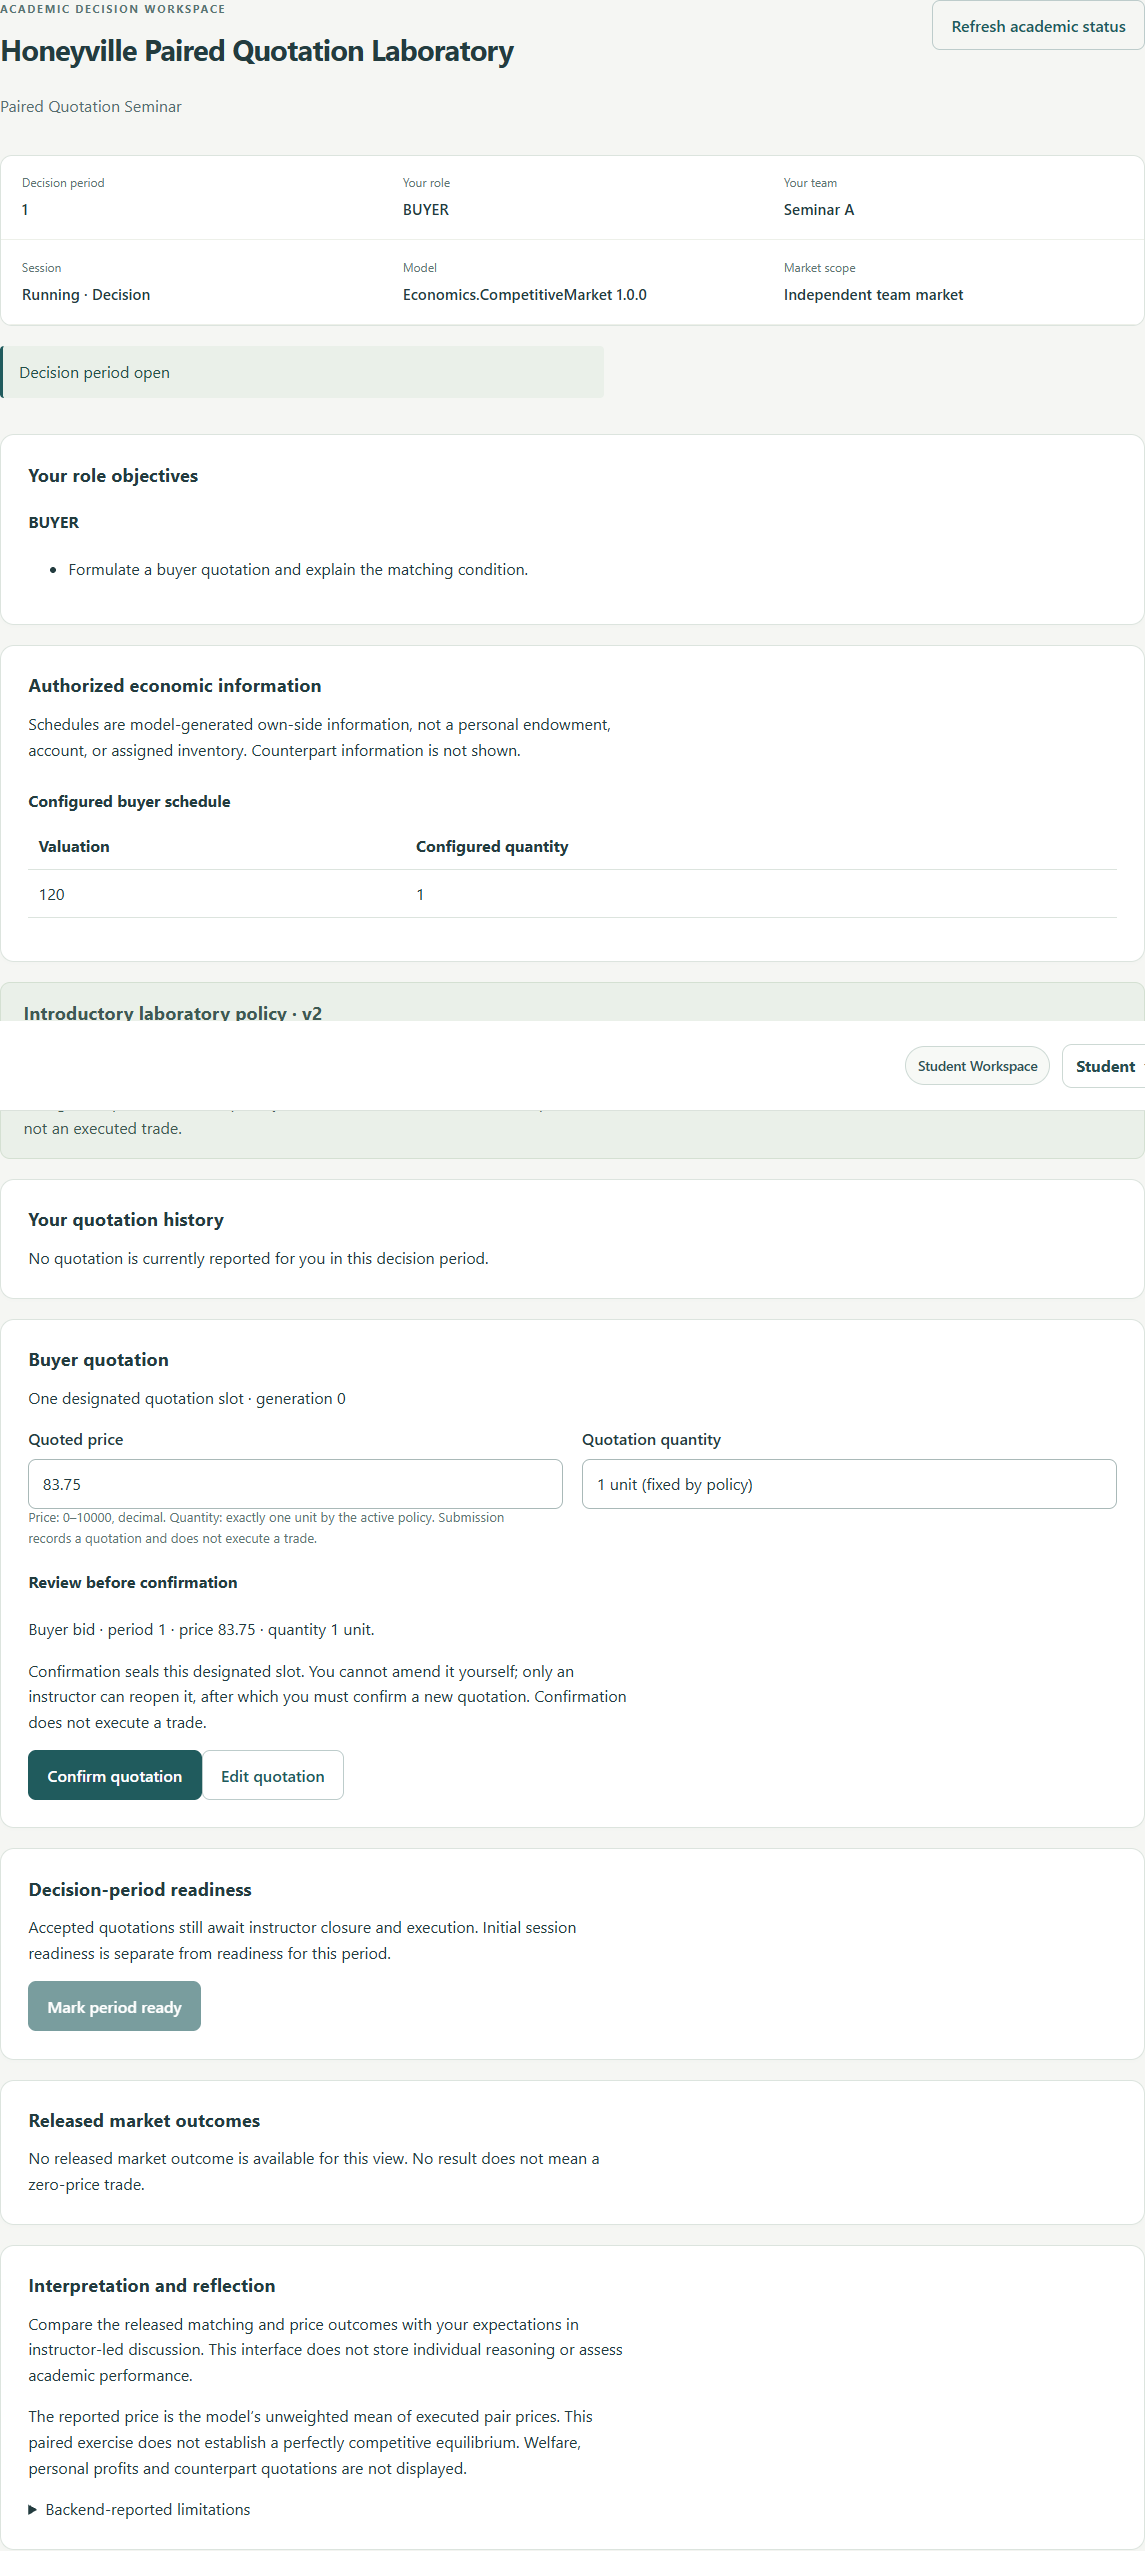 ACADEMIC DECISION WORKSPACE
Refresh academic status
Honeyville Paired Quotation Laboratory
Paired Quotation Seminar
Decision period
1
Your role
BUYER
Your team
Seminar A
Session
Running · Decision
Model
Economics.CompetitiveMarket 1.0.0
Market scope
Independent team market
Decision period open
Your role objectives
BUYER
• Formulate a buyer quotation and explain the matching condition.
Authorized economic information
Schedules are model-generated own-side information, not a personal endowment,
account, or assigned inventory. Counterpart information is not shown.
Configured buyer schedule
Valuation
Configured quantity
120
1
Introductory laboratory policy · v2
Student Workspace
Student
not an executed trade.
Your quotation history
No quotation is currently reported for you in this decision period.
Buyer quotation
One designated quotation slot · generation 0
Quoted price
Quotation quantity
83.75
1 unit (fixed by policy)
Price: 0–10000, decimal. Quantity: exactly one unit by the active policy. Submission
records a quotation and does not execute a trade.
Review before confirmation
Buyer bid · period 1 · price 83.75 · quantity 1 unit.
Confirmation seals this designated slot. You cannot amend it yourself; only an
instructor can reopen it, after which you must confirm a new quotation. Confirmation
does not execute a trade.
Confirm quotation
Edit quotation
Decision-period readiness
Accepted quotations still await instructor closure and execution. Initial session
readiness is separate from readiness for this period.
Mark period ready
Released market outcomes
No released market outcome is available for this view. No result does not mean a
zero-price trade.
Interpretation and reflection
Compare the released matching and price outcomes with your expectations in
instructor-led discussion. This interface does not store individual reasoning or assess
academic performance.
The reported price is the model's unweighted mean of executed pair prices. This
paired exercise does not establish a perfectly competitive equilibrium. Welfare,
personal profits and counterpart quotations are not displayed.
Backend-reported limitations